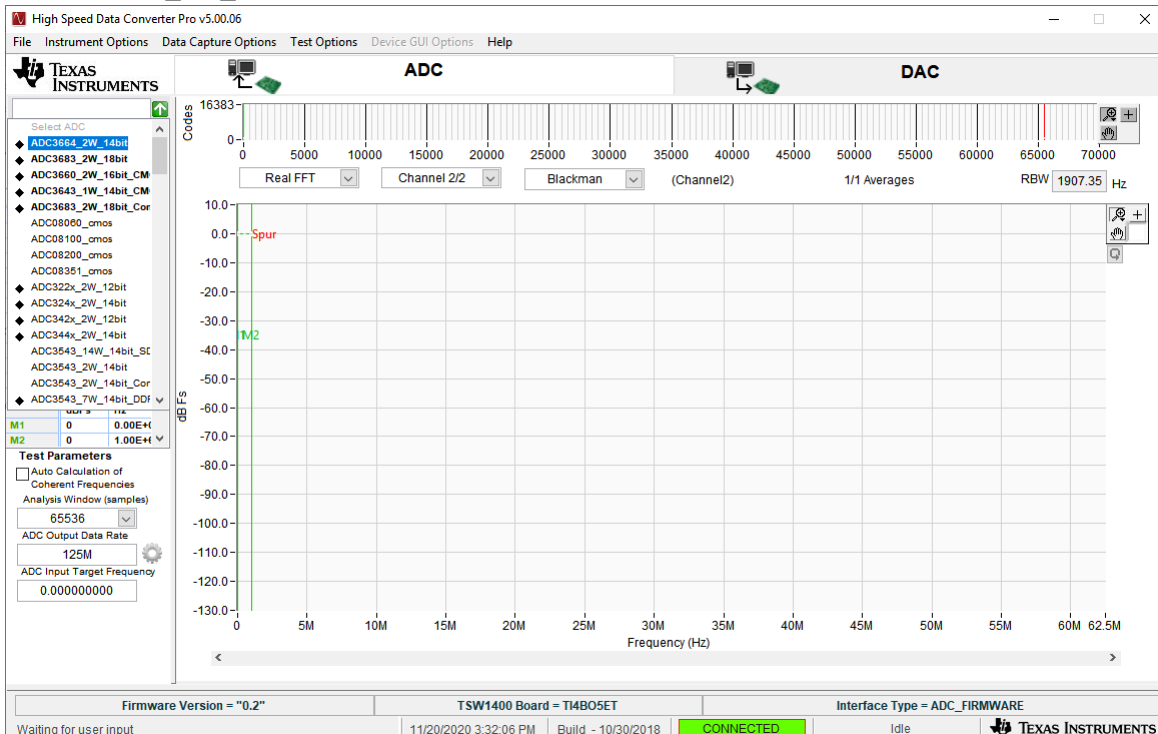 High Speed Data Converter Pro v5.00.06
File Instrument Options Data Capture Options Test Options Device GUI Options Help
TEXAS INSTRUMENTS
ADC
DAC
Select ADC
ADC3664_2W_14bit
ADC3683_2W_18bit
ADC3660_2W_16bit_CM
ADC3643_1W_14bit_CM
ADC3683_2W_18bit_Con
ADC08060_cmos
ADC08100_cmos
ADC08200_cmos
ADC08351_cmos
ADC322x_2W_12bit
ADC324x_2W_14bit
ADC342x_2W_12bit
ADC344x_2W_14bit
ADC3543_14W_14bit_SD
ADC3543_2W_14bit
ADC3543_2W_14bit_Cor
ADC3543_7W_14bit_DDR
dBFs Hz
M1 0 0.00E+0
M2 0 1.00E+6
Test Parameters
Auto Calculation of
Coherent Frequencies
Analysis Window (samples)
65536
ADC Output Data Rate
125M
ADC Input Target Frequency
0.000000000
Codes
16383
0
0 5000 10000 15000 20000 25000 30000 35000 40000 45000 50000 55000 60000 65000 70000
Real FFT Channel 2/2 Blackman (Channel2) 1/1 Averages RBW 1907.35 Hz
dB Fs
10.0
0.0
Spur
-10.0
-20.0
-30.0
M2
-40.0
-50.0
-60.0
-70.0
-80.0
-90.0
-100.0
-110.0
-120.0
-130.0
0 5M 10M 15M 20M 25M 30M 35M 40M 45M 50M 55M 60M 62.5M
Frequency (Hz)
Firmware Version = "0.2" TSW1400 Board = TI4BO5ET Interface Type = ADC_FIRMWARE
Waiting for user input 11/20/2020 3:32:06 PM Build - 10/30/2018 CONNECTED Idle TEXAS INSTRUMENTS